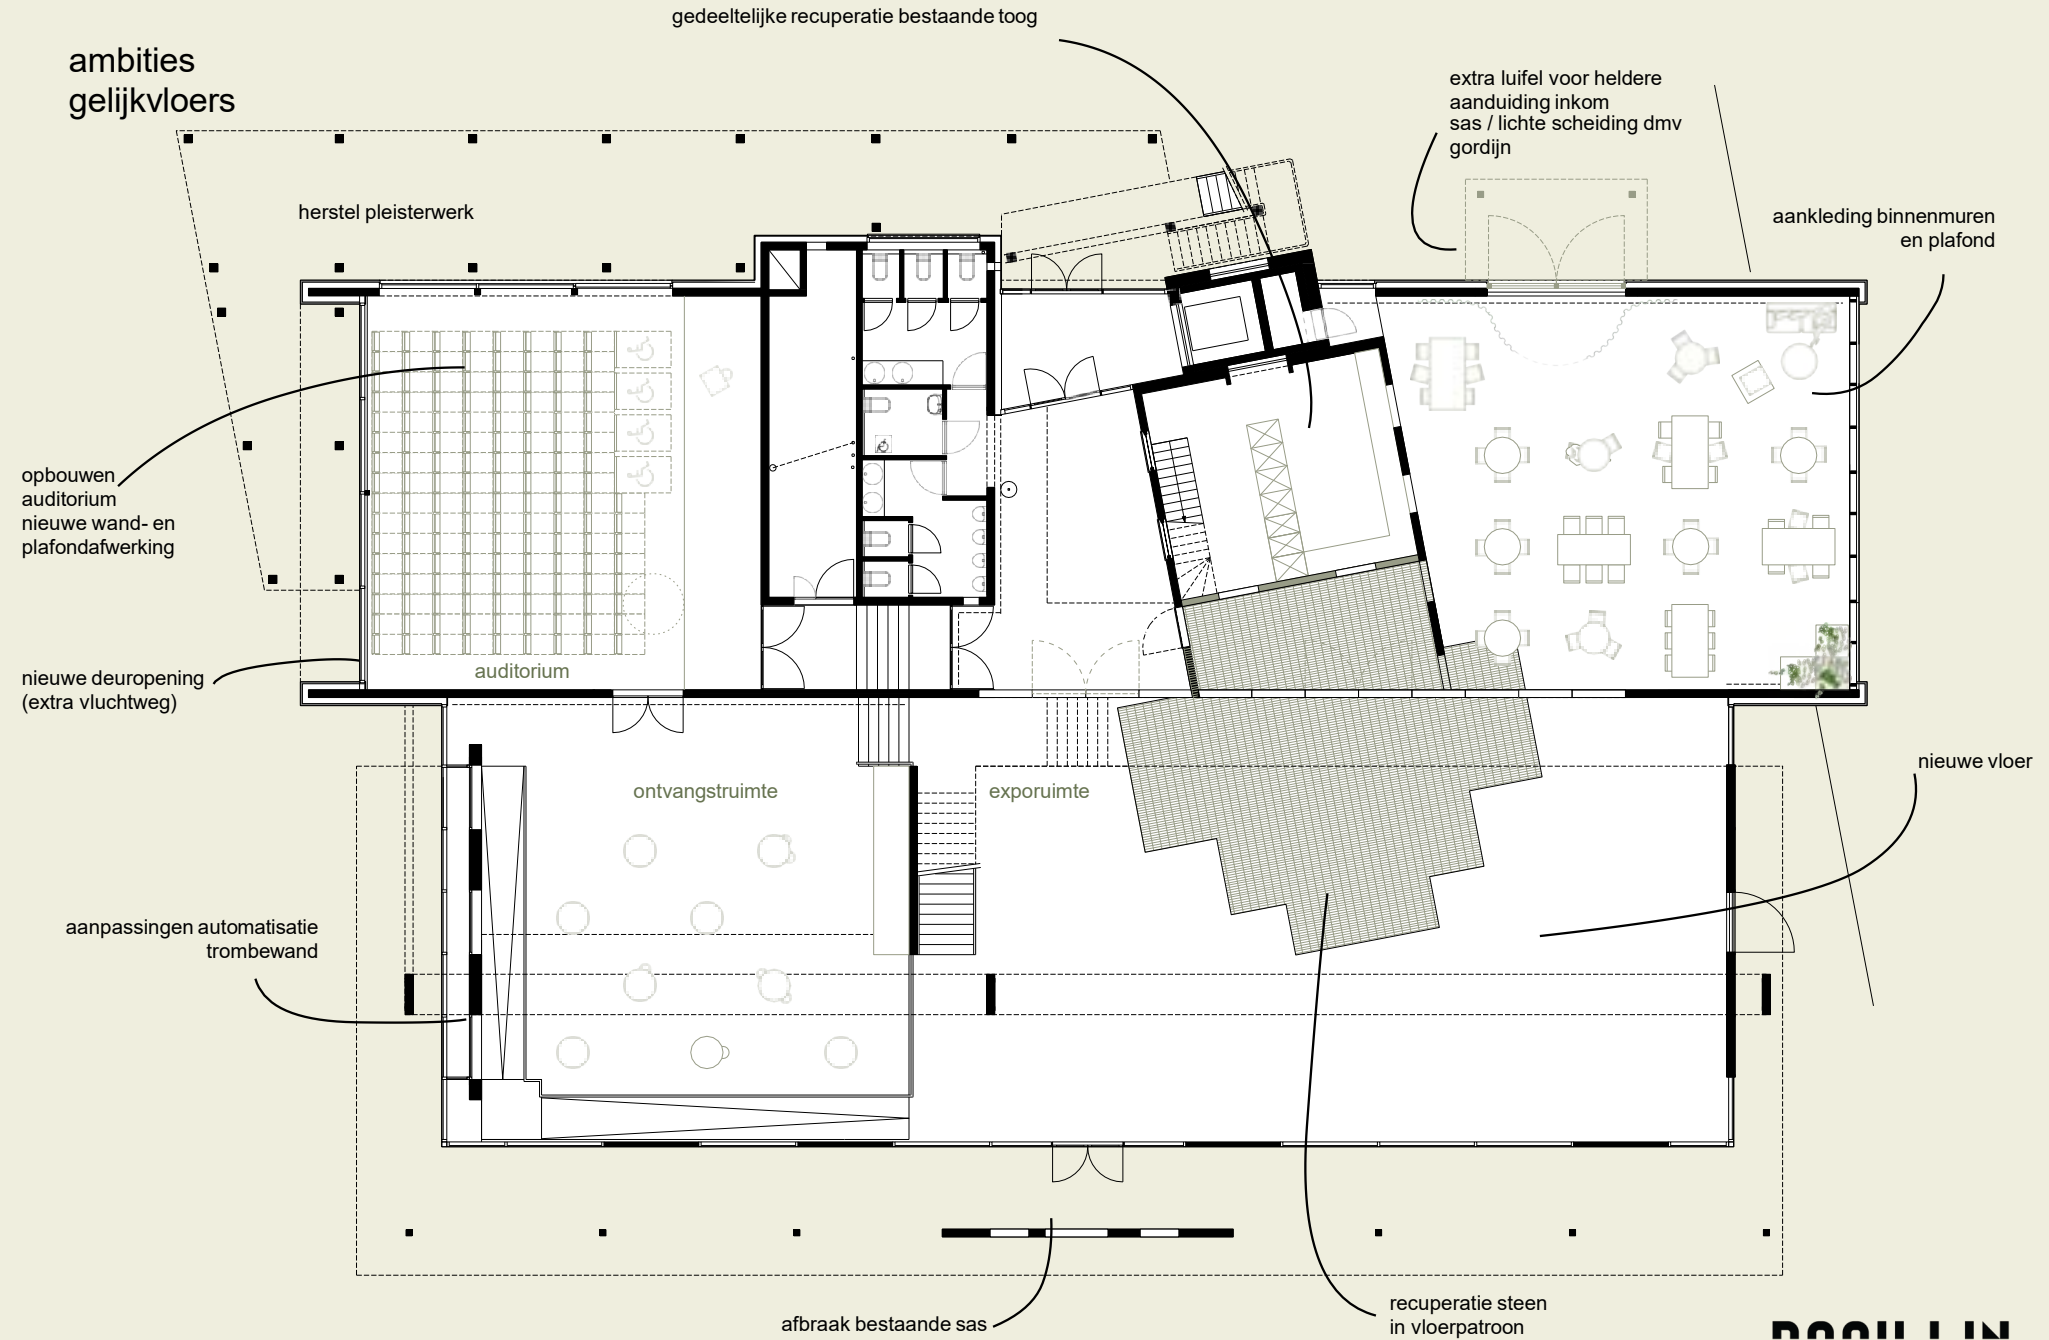 gedeeltelijke recuperatie bestaande toog
ambities
gelijkvloers
extra luifel voor heldere
aanduiding inkom
sas / lichte scheiding dmv
gordijn
herstel pleisterwerk
aankleding binnenmuren
en plafond
opbouwen
auditorium
nieuwe wand- en
plafondafwerking
auditorium
nieuwe deuropening
(extra vluchtweg)
ontvangstruimte
exporuimte
nieuwe vloer
aanpassingen automatisatie
trombewand
recuperatie steen
in vloerpatroon
afbraak bestaande sas